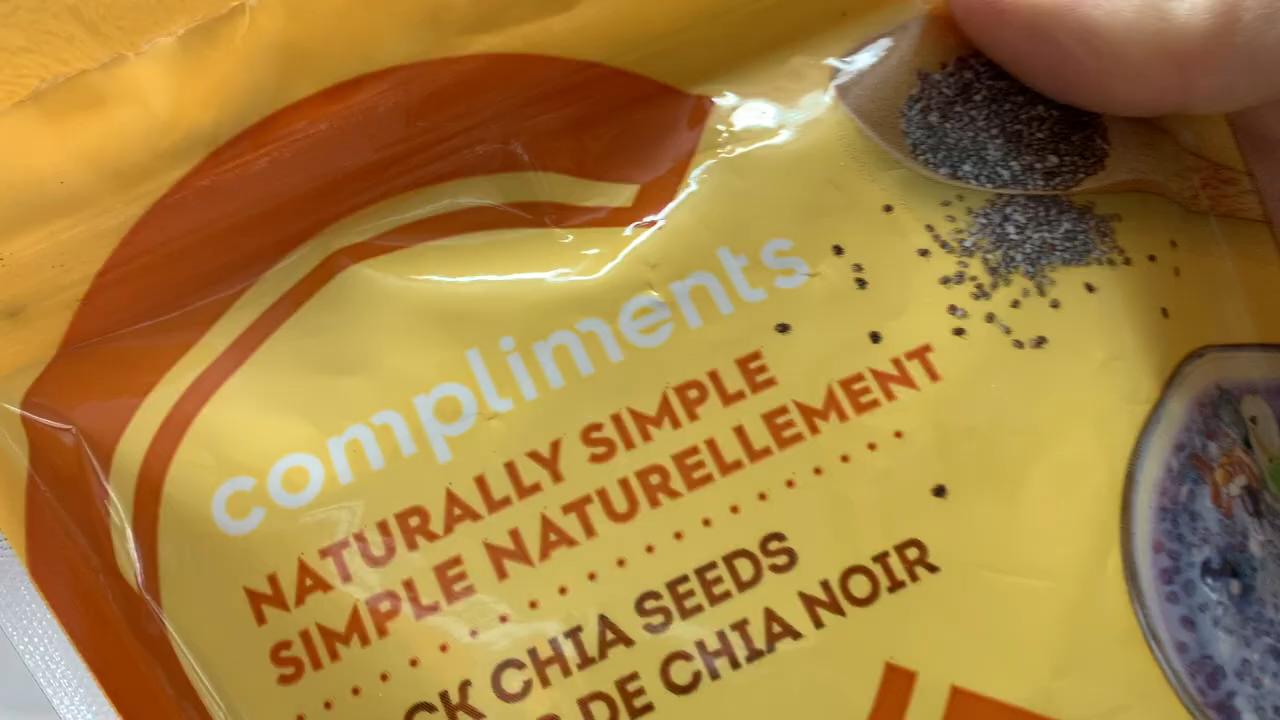 compliments
NATURALLY SIMPLE
SIMPLE NATURELLEMENT
CHIA SEEDS
DE CHIA NOIR